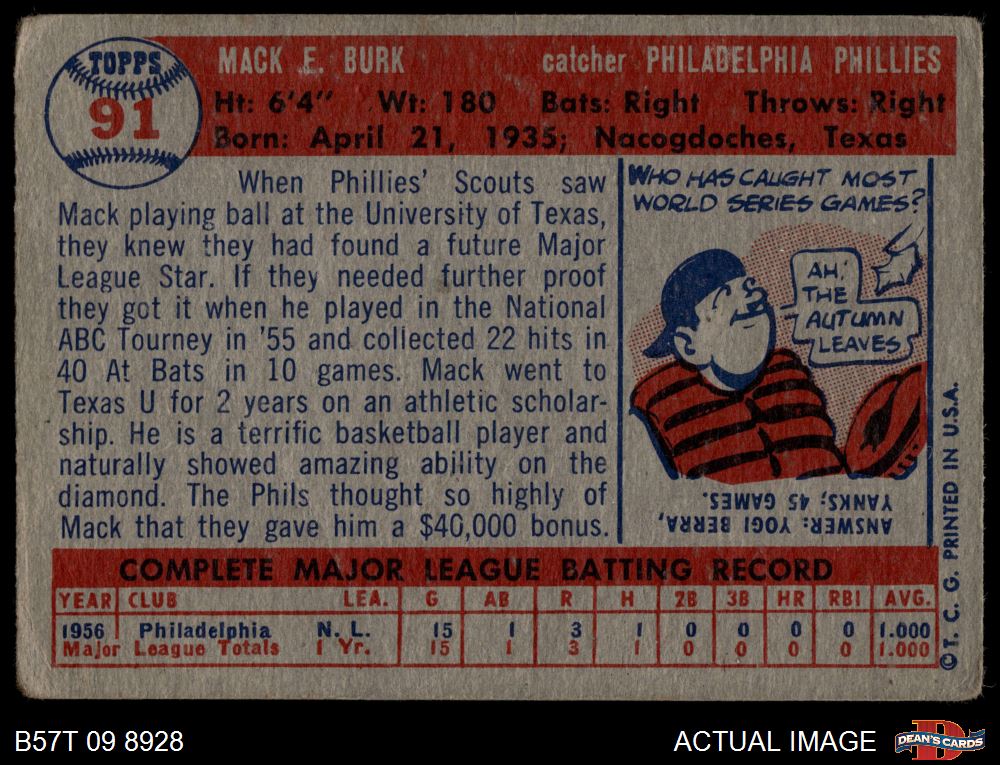 TOPPS
91
MACK E. BURK catcher PHILADELPHIA PHILLIES
Ht: 6'4" Wt: 180 Bats: Right Throws: Right
Born: April 21, 1935; Nacogdoches, Texas
When Phillies' Scouts saw
Mack playing ball at the University of Texas,
they knew they had found a future Major
League Star. If they needed further proof
they got it when he played in the National
ABC Tourney in '55 and collected 22 hits in
40 At Bats in 10 games. Mack went to
Texas U for 2 years on an athletic scholar-
ship. He is a terrific basketball player and
naturally showed amazing ability on the
diamond. The Phils thought so highly of
Mack that they gave him a $40,000 bonus.
WHO HAS CAUGHT MOST
WORLD SERIES GAMES?
AH!
THE
AUTUMN
LEAVES
ANSWER: YOGI BERRA,
YANKS; 45 GAMES.
COMPLETE MAJOR LEAGUE BATTING RECORD
YEAR CLUB LEA. G AB R H 2B 3B HR RBI AVG.
1956 Philadelphia N. L. 15 1 3 1 0 0 0 0 1.000
Major League Totals 1 Yr. 15 1 3 1 0 0 0 0 1.000
©T. C. G. PRINTED IN U.S.A.
B57T 09 8928
ACTUAL IMAGE
DEAN'S CARDS